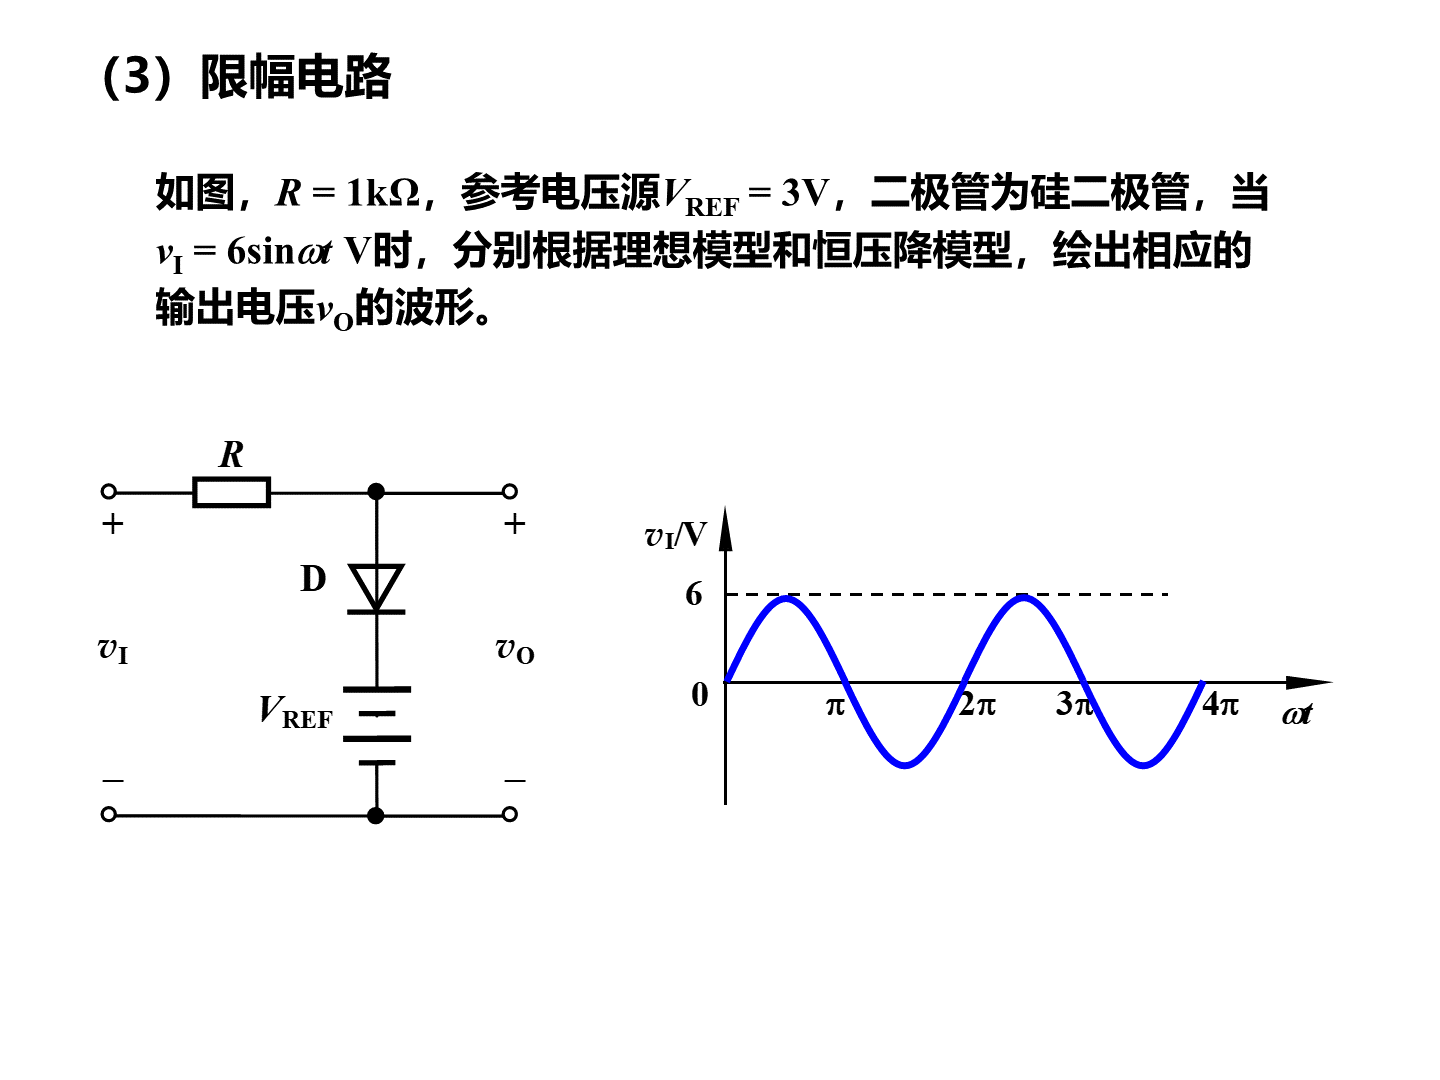 （3）限幅电路
如图，R = 1kΩ，参考电压源VREF = 3V，二极管为硅二极管，当
vI = 6sinωt V时，分别根据理想模型和恒压降模型，绘出相应的
输出电压vO的波形。
R
+
+
D
vI
vO
VREF
–
–
vI/V
6
0
π
2π
3π
4π
ωt